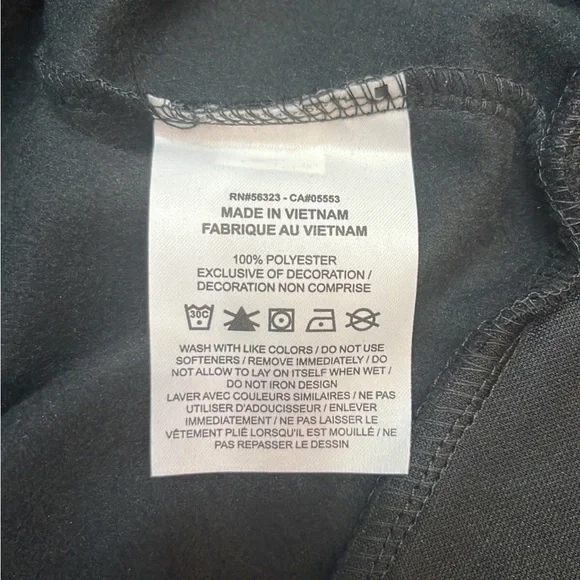 RN#56323 - CA#05553
MADE IN VIETNAM
FABRIQUE AU VIETNAM
100% POLYESTER
EXCLUSIVE OF DECORATION /
DECORATION NON COMPRISE
30C
WASH WITH LIKE COLORS / DO NOT USE
SOFTENERS / REMOVE IMMEDIATELY / DO
NOT ALLOW TO LAY ON ITSELF WHEN WET /
DO NOT IRON DESIGN
LAVER AVEC COULEURS SIMILAIRES / NE PAS
UTILISER D'ADOUCISSEUR / ENLEVER
IMMEDIATEMENT / NE PAS LAISSER LE
VÊTEMENT PLIÉ LORSQU'IL EST MOUILLÉ / NE
PAS REPASSER LE DESSIN